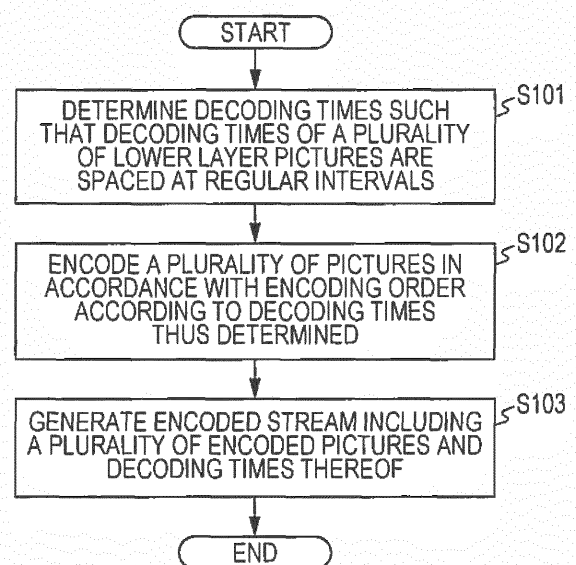 START
DETERMINE DECODING TIMES SUCH
THAT DECODING TIMES OF A PLURALITY
OF LOWER LAYER PICTURES ARE
SPACED AT REGULAR INTERVALS
S101
ENCODE A PLURALITY OF PICTURES IN
ACCORDANCE WITH ENCODING ORDER
ACCORDING TO DECODING TIMES
THUS DETERMINED
S102
GENERATE ENCODED STREAM INCLUDING
A PLURALITY OF ENCODED PICTURES AND
DECODING TIMES THEREOF
S103
END